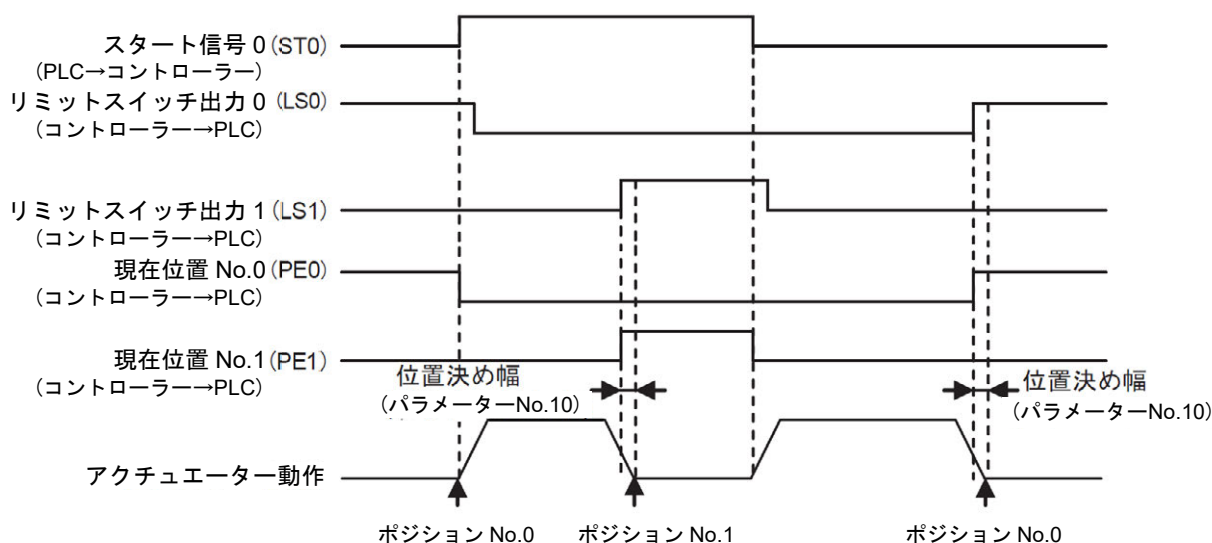 スタート信号 0 (ST0)
(PLC→コントローラー)
リミットスイッチ出力 0 (LS0)
(コントローラー→PLC)
リミットスイッチ出力 1 (LS1)
(コントローラー→PLC)
現在位置 No.0 (PE0)
(コントローラー→PLC)
現在位置 No.1 (PE1)
(コントローラー→PLC)
位置決め幅
(パラメーターNo.10)
位置決め幅
(パラメーターNo.10)
アクチュエーター動作
ポジション No.0
ポジション No.1
ポジション No.0